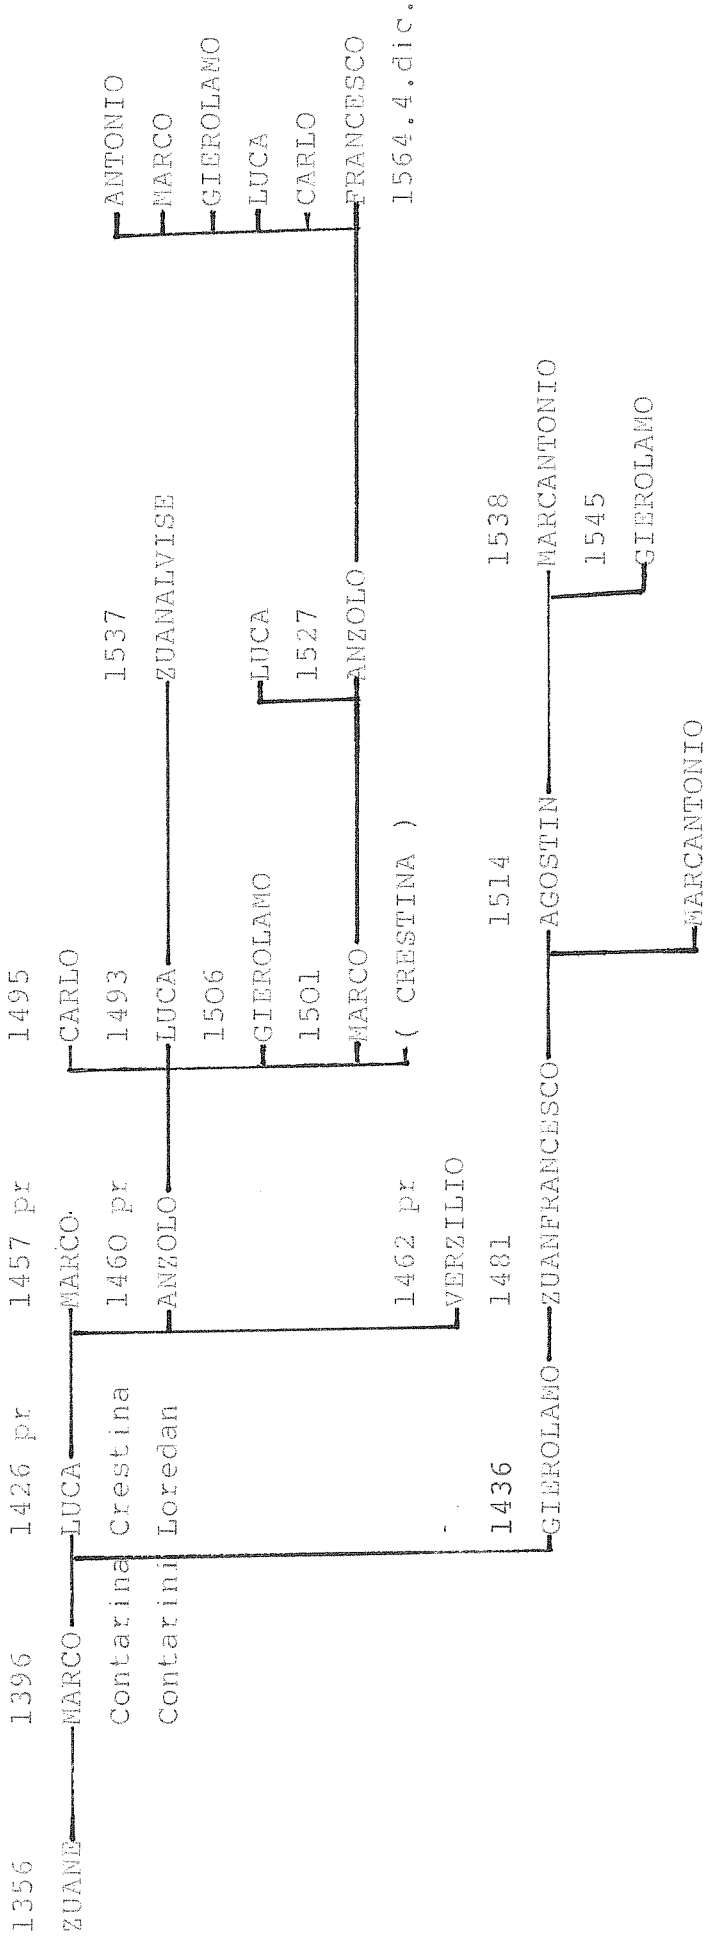 1356 1396 1426 pr 1457 pr 1495
ZUANE MARCO LUCA MARCO. CARLO
Contarina Crestina 1460 pr 1493 1537 ANTONIO
Contarini Loredan ANZOLO LUCA ZUANALVISE MARCO
1506 GIEROLAMO
GIEROLAMO LUCA LUCA
1501 1527 CARLO
MARCO ANZOLO FRANCESCO
1462 pr ( CRESTINA ) 1564.4.dic.
VERZILIO
1436 1481 1514 1538
GIEROLAMO ZUANFRANCESCO AGOSTIN MARCANTONIO
1545
GIEROLAMO
MARCANTONIO